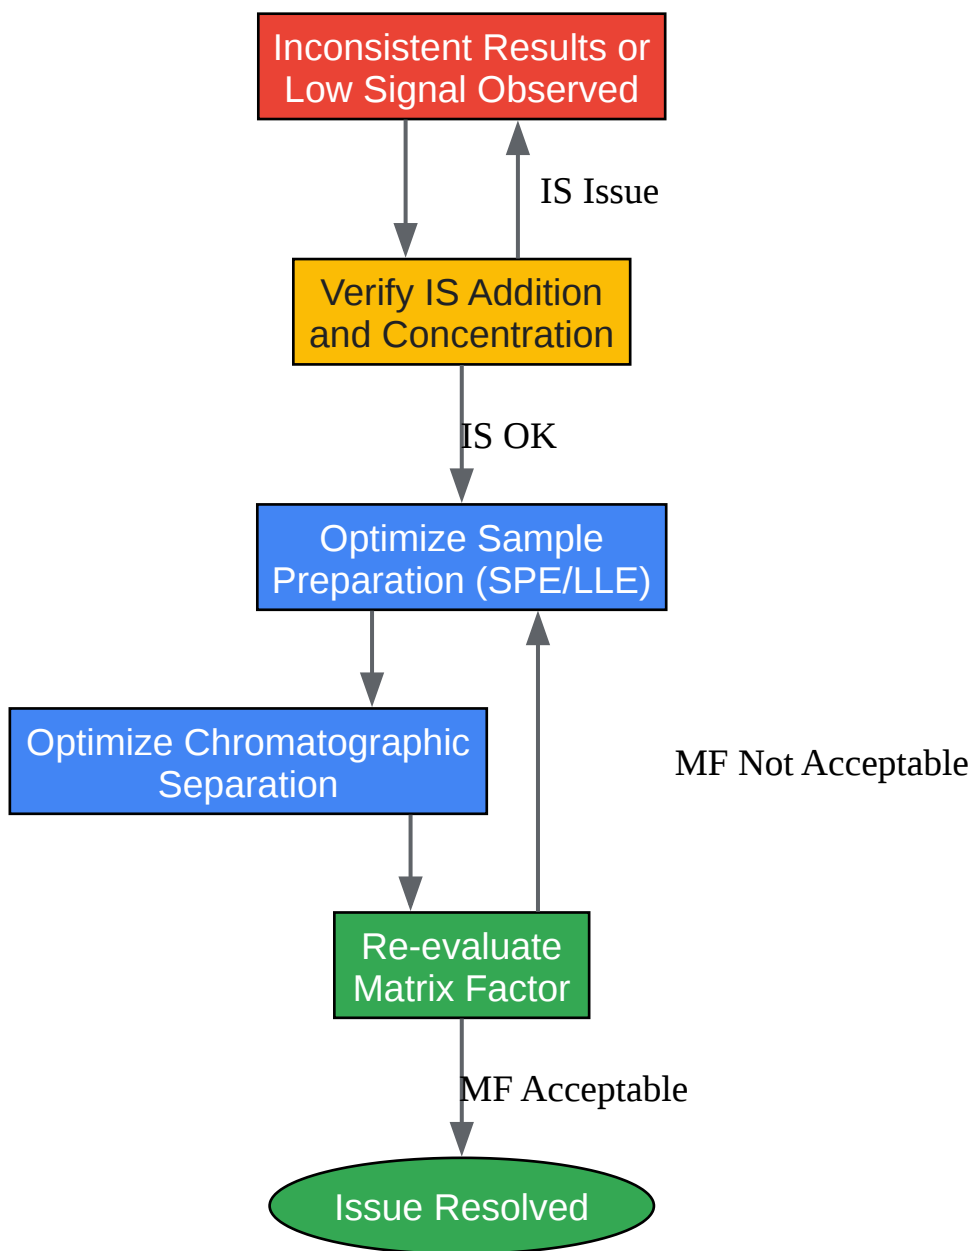 Inconsistent Results or
Low Signal Observed
IS Issue
Verify IS Addition
and Concentration
IS OK
Optimize Sample
Preparation (SPE/LLE)
Optimize Chromatographic
Separation
MF Not Acceptable
Re-evaluate
Matrix Factor
MF Acceptable
Issue Resolved